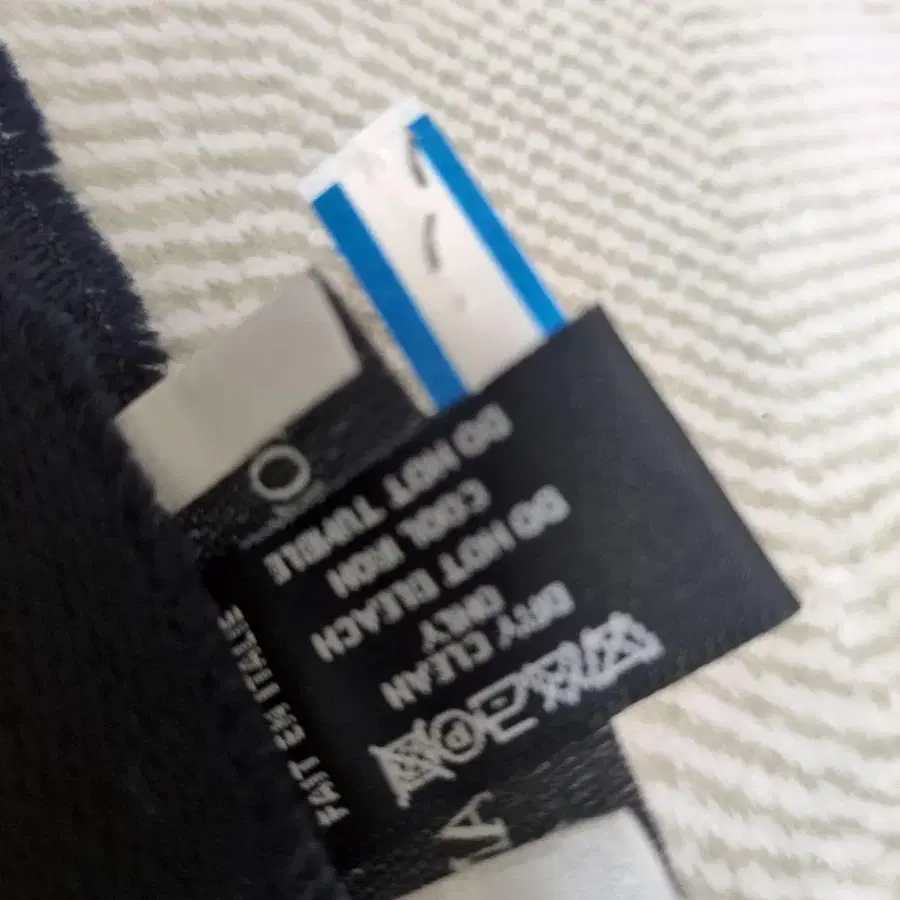 DRY CLEAN
ONLY
DO NOT BLEACH
COOL IRON
DO NOT TUMBLE
FAIT EN ITALIE
O